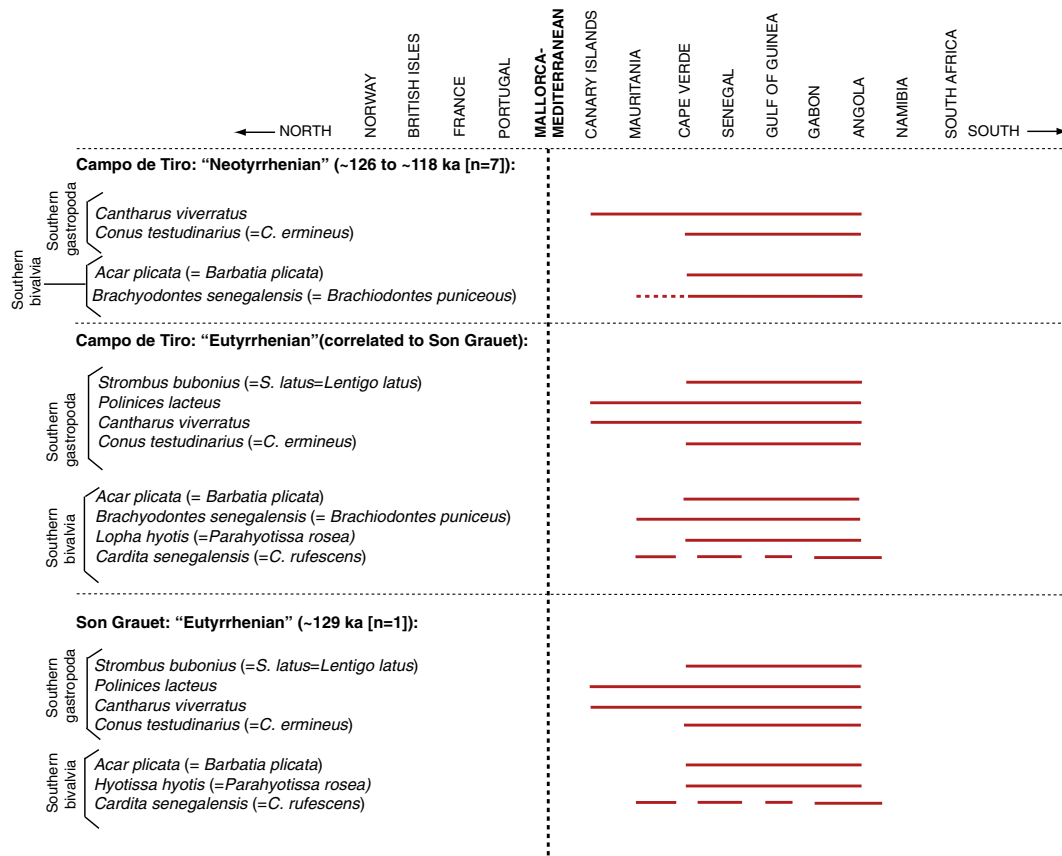 NORWAY
BRITISH ISLES
FRANCE
PORTUGAL
MALLORCA-
MEDITERRANEAN
CANARY ISLANDS
MAURITANIA
CAPE VERDE
SENEGAL
GULF OF GUINEA
GABON
ANGOLA
NAMIBIA
SOUTH AFRICA
NORTH
SOUTH
Campo de Tiro: “Neotyrrhenian” (~126 to ~118 ka [n=7]):
Southern
gastropoda
Cantharus viverratus
Conus testudinarius (=C. ermineus)
Southern
bivalvia
Acar plicata (= Barbatia plicata)
Brachyodontes senegalensis (= Brachiodontes puniceous)
Campo de Tiro: “Eutyrrhenian”(correlated to Son Grauet):
Southern
gastropoda
Strombus bubonius (=S. latus=Lentigo latus)
Polinices lacteus
Cantharus viverratus
Conus testudinarius (=C. ermineus)
Southern
bivalvia
Acar plicata (= Barbatia plicata)
Brachyodontes senegalensis (= Brachiodontes puniceus)
Lopha hyotis (=Parahyotissa rosea)
Cardita senegalensis (=C. rufescens)
Son Grauet: “Eutyrrhenian” (~129 ka [n=1]):
Southern
gastropoda
Strombus bubonius (=S. latus=Lentigo latus)
Polinices lacteus
Cantharus viverratus
Conus testudinarius (=C. ermineus)
Southern
bivalvia
Acar plicata (= Barbatia plicata)
Hyotissa hyotis (=Parahyotissa rosea)
Cardita senegalensis (=C. rufescens)